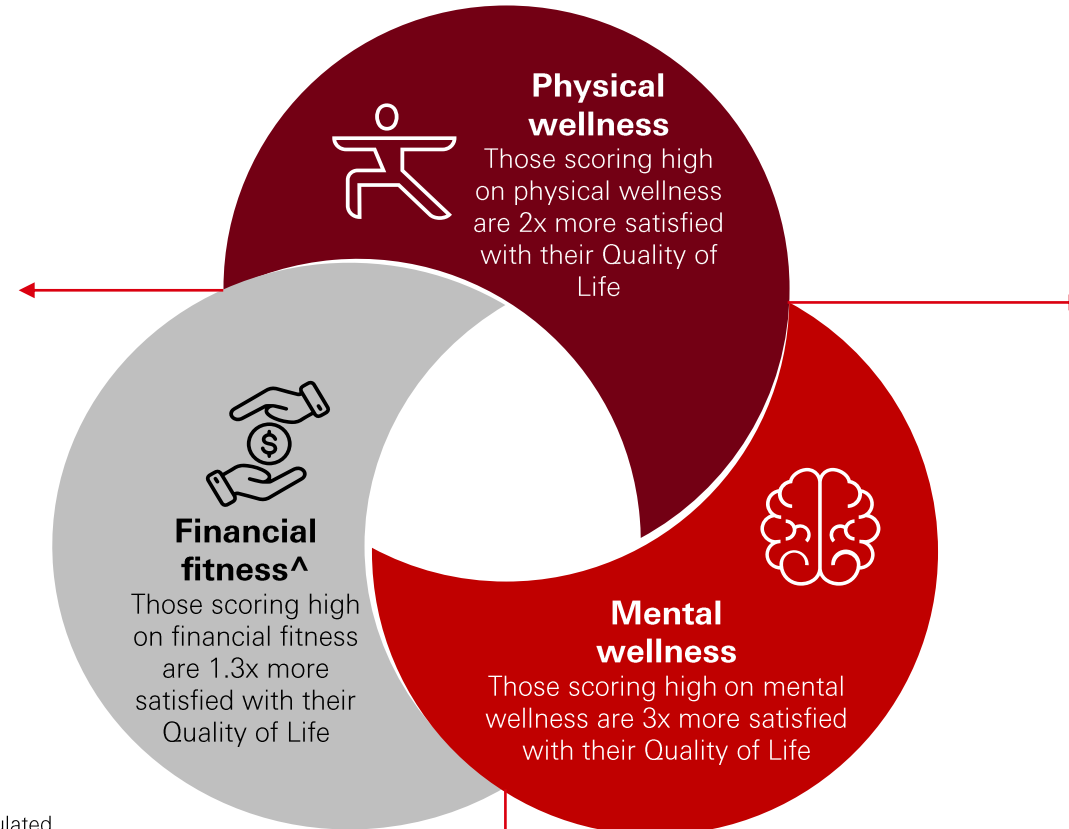 Physical
wellness
Those scoring high
on physical wellness
are 2x more satisfied
with their Quality of
Life
$
Financial
fitness^
Those scoring high
on financial fitness
are 1.3x more
satisfied with their
Quality of Life
Mental
wellness
Those scoring high on mental
wellness are 3x more satisfied
with their Quality of Life